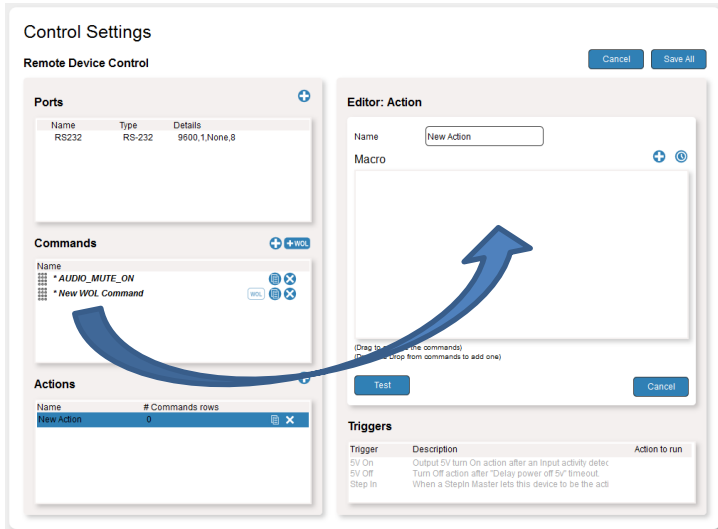 Control Settings
Remote Device Control
Cancel
Save All
Ports
Name Type Details
RS232 RS-232 9600,1,None,8
Commands
+WOL
Name
* AUDIO_MUTE_ON
* New WOL Command
WOL
Actions
Name # Commands rows
New Action 0
Editor: Action
Name New Action
Macro
(Drag to the commands)
Drop from commands to add one)
Test
Cancel
Triggers
Trigger Description Action to run
5V On Output 5V turn On action after an Input activity detec
5V Off Turn Off action after "Delay power off 5v" timeout.
Step In When a StepIn Master lets this device to be the acti